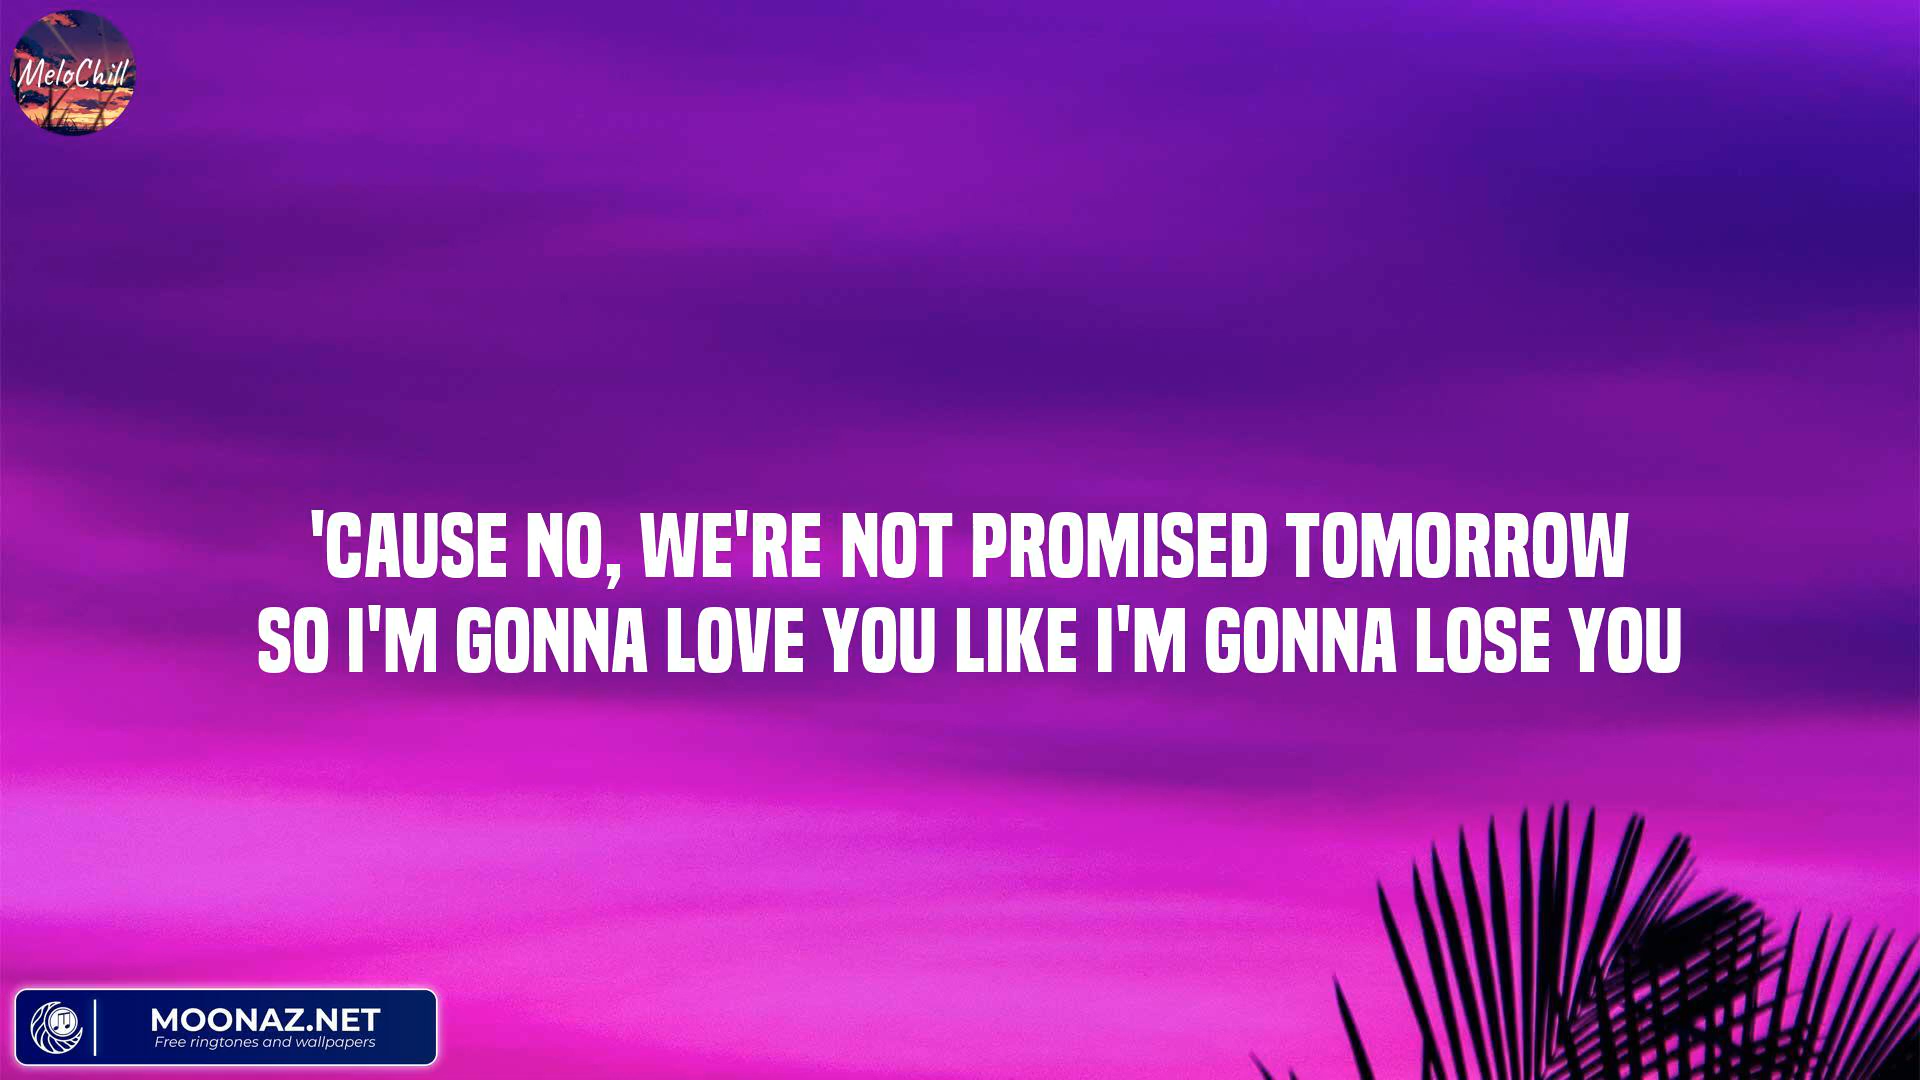 MeloChill
'CAUSE NO, WE'RE NOT PROMISED TOMORROW
SO I'M GONNA LOVE YOU LIKE I'M GONNA LOSE YOU
MOONAZ.NET
Free ringtones and wallpapers